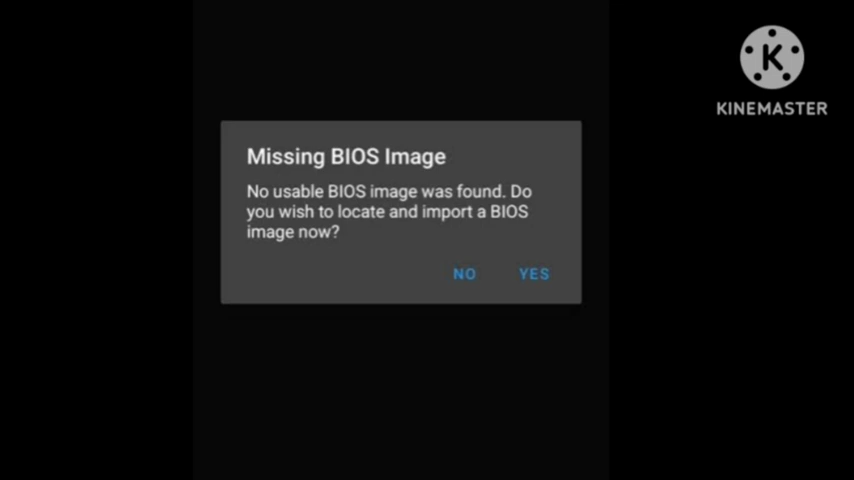 K
KINEMASTER
Missing BIOS Image
No usable BIOS image was found. Do
you wish to locate and import a BIOS
image now?
NO YES